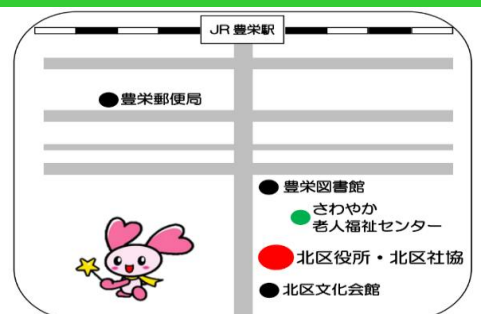 JR 豊栄駅
豊栄郵便局
豊栄図書館
さわやか
老人福祉センター
北区役所・北区社協
北区文化会館